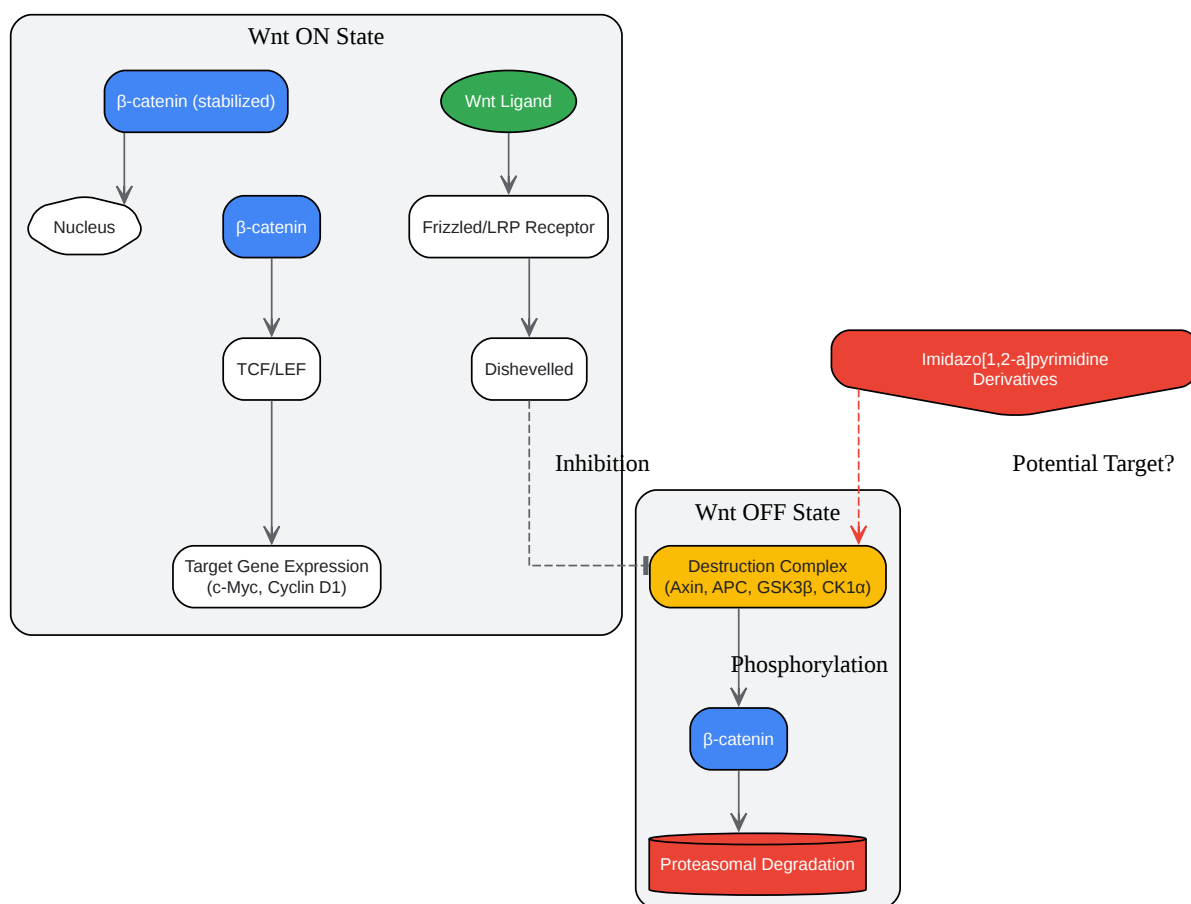 Wnt ON State
β-catenin (stabilized)
Wnt Ligand
Nucleus
β-catenin
Frizzled/LRP Receptor
TCF/LEF
Dishevelled
Imidazo[1,2-a]pyrimidine
Derivatives
Inhibition
Potential Target?
Wnt OFF State
Target Gene Expression
(c-Myc, Cyclin D1)
Destruction Complex
(Axin, APC, GSK3β, CK1α)
Phosphorylation
β-catenin
Proteasomal Degradation